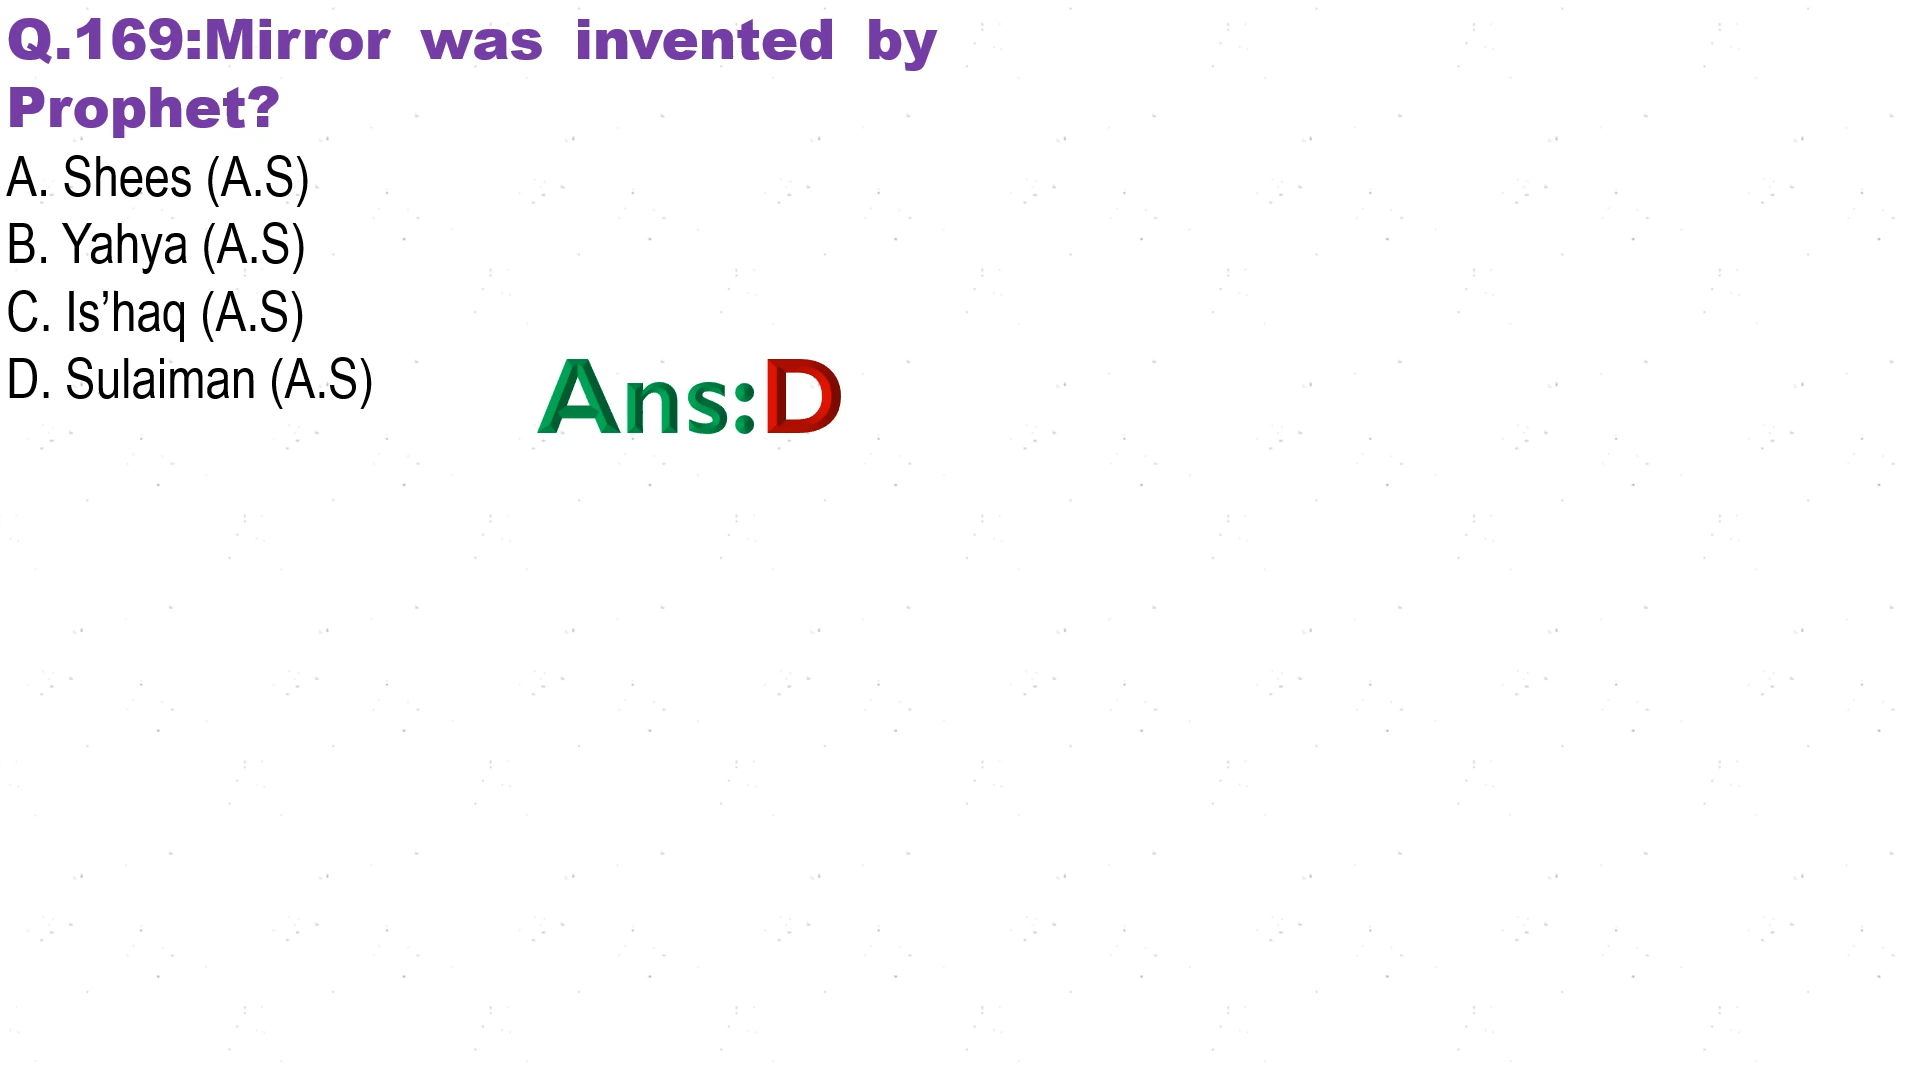 Q.169:Mirror was invented by
Prophet?
A. Shees (A.S)
B. Yahya (A.S)
C. Is’haq (A.S)
D. Sulaiman (A.S)
Ans:D